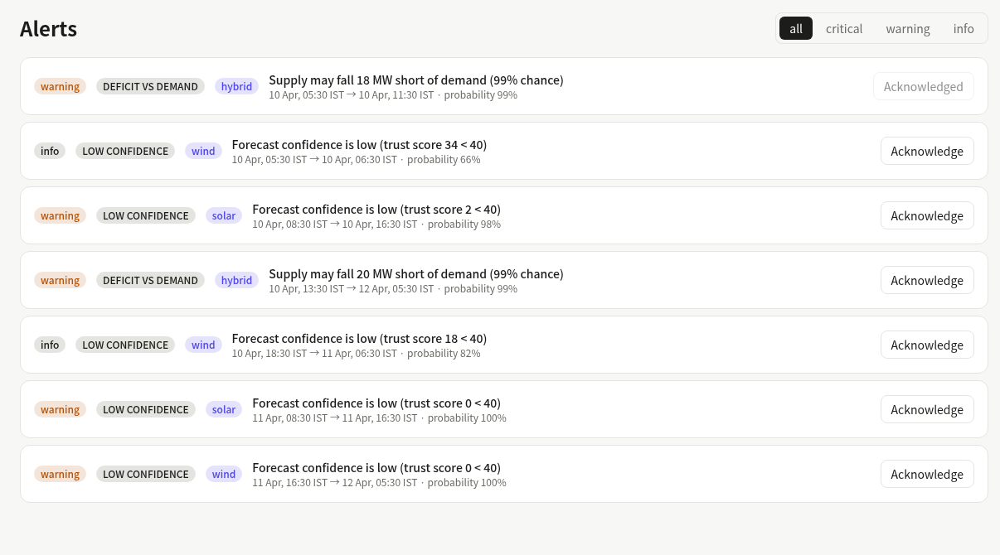 Alerts
all critical warning info
warning DEFICIT VS DEMAND hybrid Supply may fall 18 MW short of demand (99% chance)
10 Apr, 05:30 IST → 10 Apr, 11:30 IST · probability 99%
Acknowledged
info LOW CONFIDENCE wind Forecast confidence is low (trust score 34 < 40)
10 Apr, 05:30 IST → 10 Apr, 06:30 IST · probability 66%
Acknowledge
warning LOW CONFIDENCE solar Forecast confidence is low (trust score 2 < 40)
10 Apr, 08:30 IST → 10 Apr, 16:30 IST · probability 98%
Acknowledge
warning DEFICIT VS DEMAND hybrid Supply may fall 20 MW short of demand (99% chance)
10 Apr, 13:30 IST → 12 Apr, 05:30 IST · probability 99%
Acknowledge
info LOW CONFIDENCE wind Forecast confidence is low (trust score 18 < 40)
10 Apr, 18:30 IST → 11 Apr, 06:30 IST · probability 82%
Acknowledge
warning LOW CONFIDENCE solar Forecast confidence is low (trust score 0 < 40)
11 Apr, 08:30 IST → 11 Apr, 16:30 IST · probability 100%
Acknowledge
warning LOW CONFIDENCE wind Forecast confidence is low (trust score 0 < 40)
11 Apr, 16:30 IST → 12 Apr, 05:30 IST · probability 100%
Acknowledge